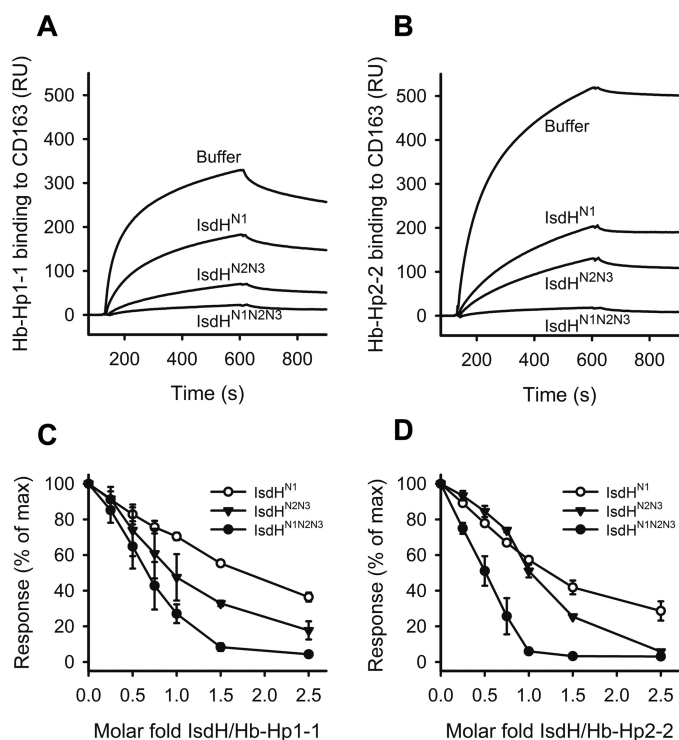 A
Hb-Hp1-1 binding to CD163 (RU)
500
400
300
200
100
0
Buffer
IsdH^N1
IsdH^N2N3
IsdH^N1N2N3
200 400 600 800
Time (s)
B
Hb-Hp2-2 binding to CD163 (RU)
500
400
300
200
100
0
Buffer
IsdH^N1
IsdH^N2N3
IsdH^N1N2N3
200 400 600 800
Time (s)
C
Response (% of max)
100
80
60
40
20
0
IsdH^N1
IsdH^N2N3
IsdH^N1N2N3
0.0 0.5 1.0 1.5 2.0 2.5
Molar fold IsdH/Hb-Hp1-1
D
Response (% of max)
100
80
60
40
20
0
IsdH^N1
IsdH^N2N3
IsdH^N1N2N3
0.0 0.5 1.0 1.5 2.0 2.5
Molar fold IsdH/Hb-Hp2-2